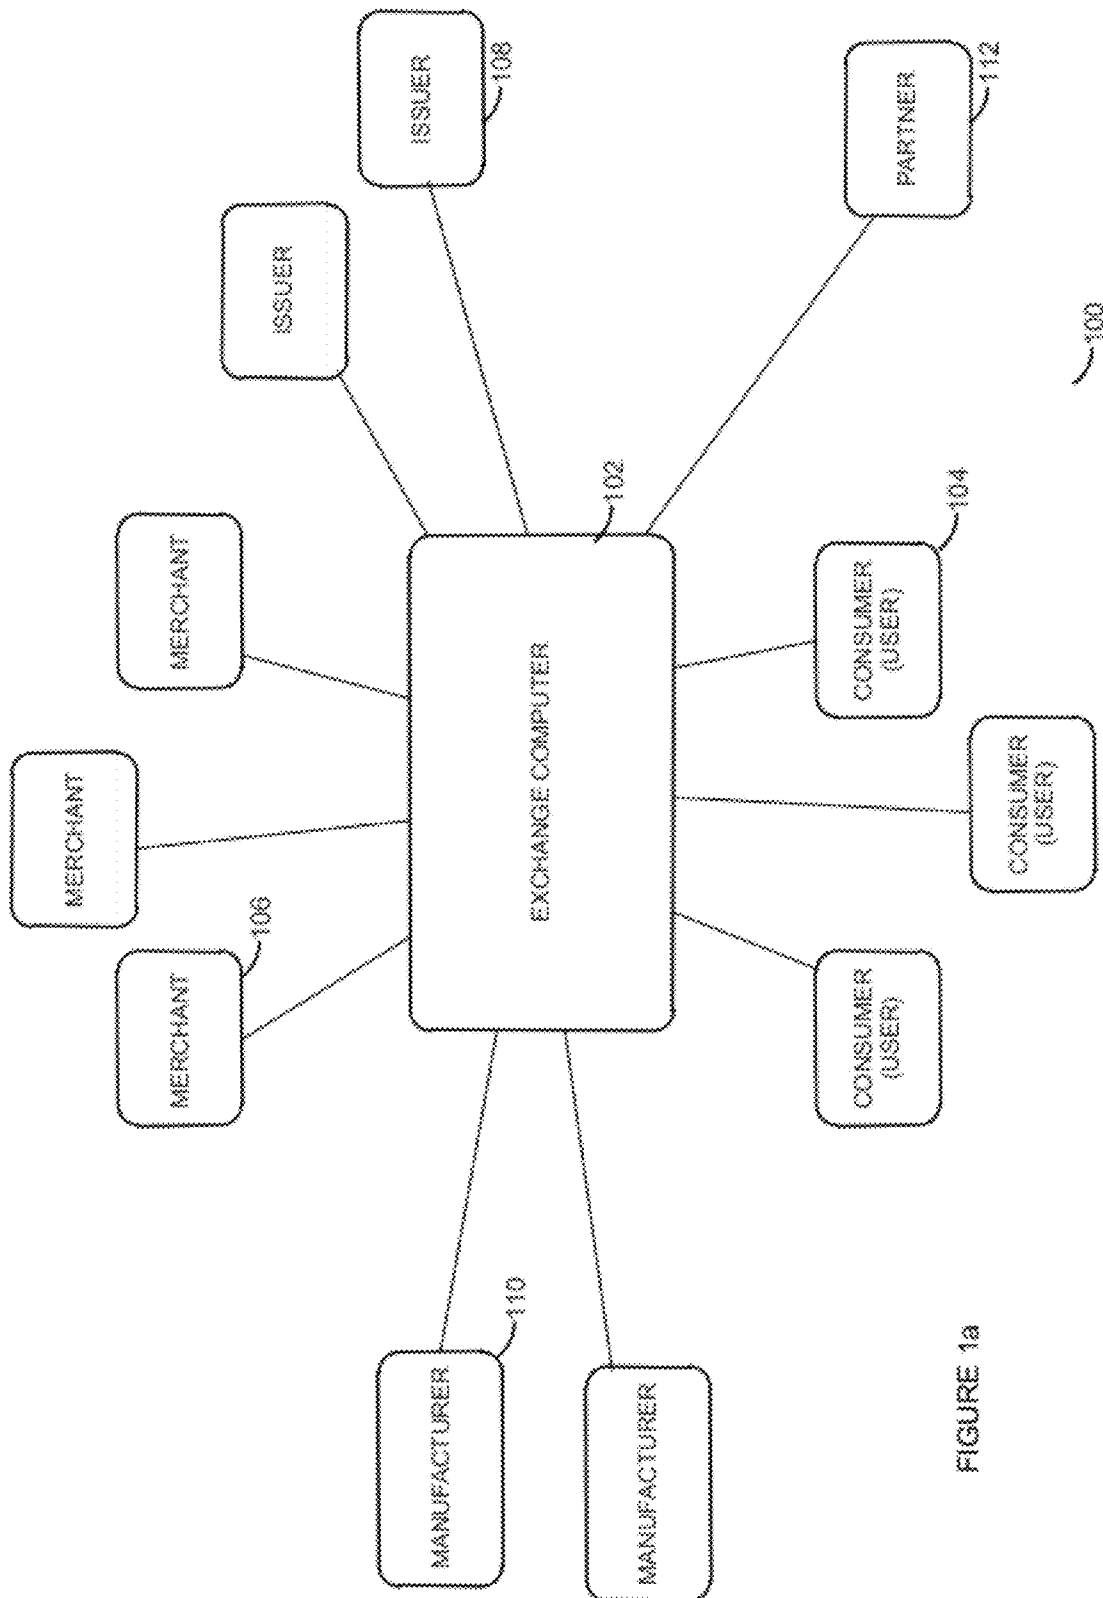 MERCHANT
MERCHANT
MERCHANT
106
ISSUER
ISSUER
108
MANUFACTURER
110
EXCHANGE COMPUTER
102
MANUFACTURER
CONSUMER
(USER)
CONSUMER
(USER)
104
PARTNER
112
CONSUMER
(USER)
FIGURE 1a
100